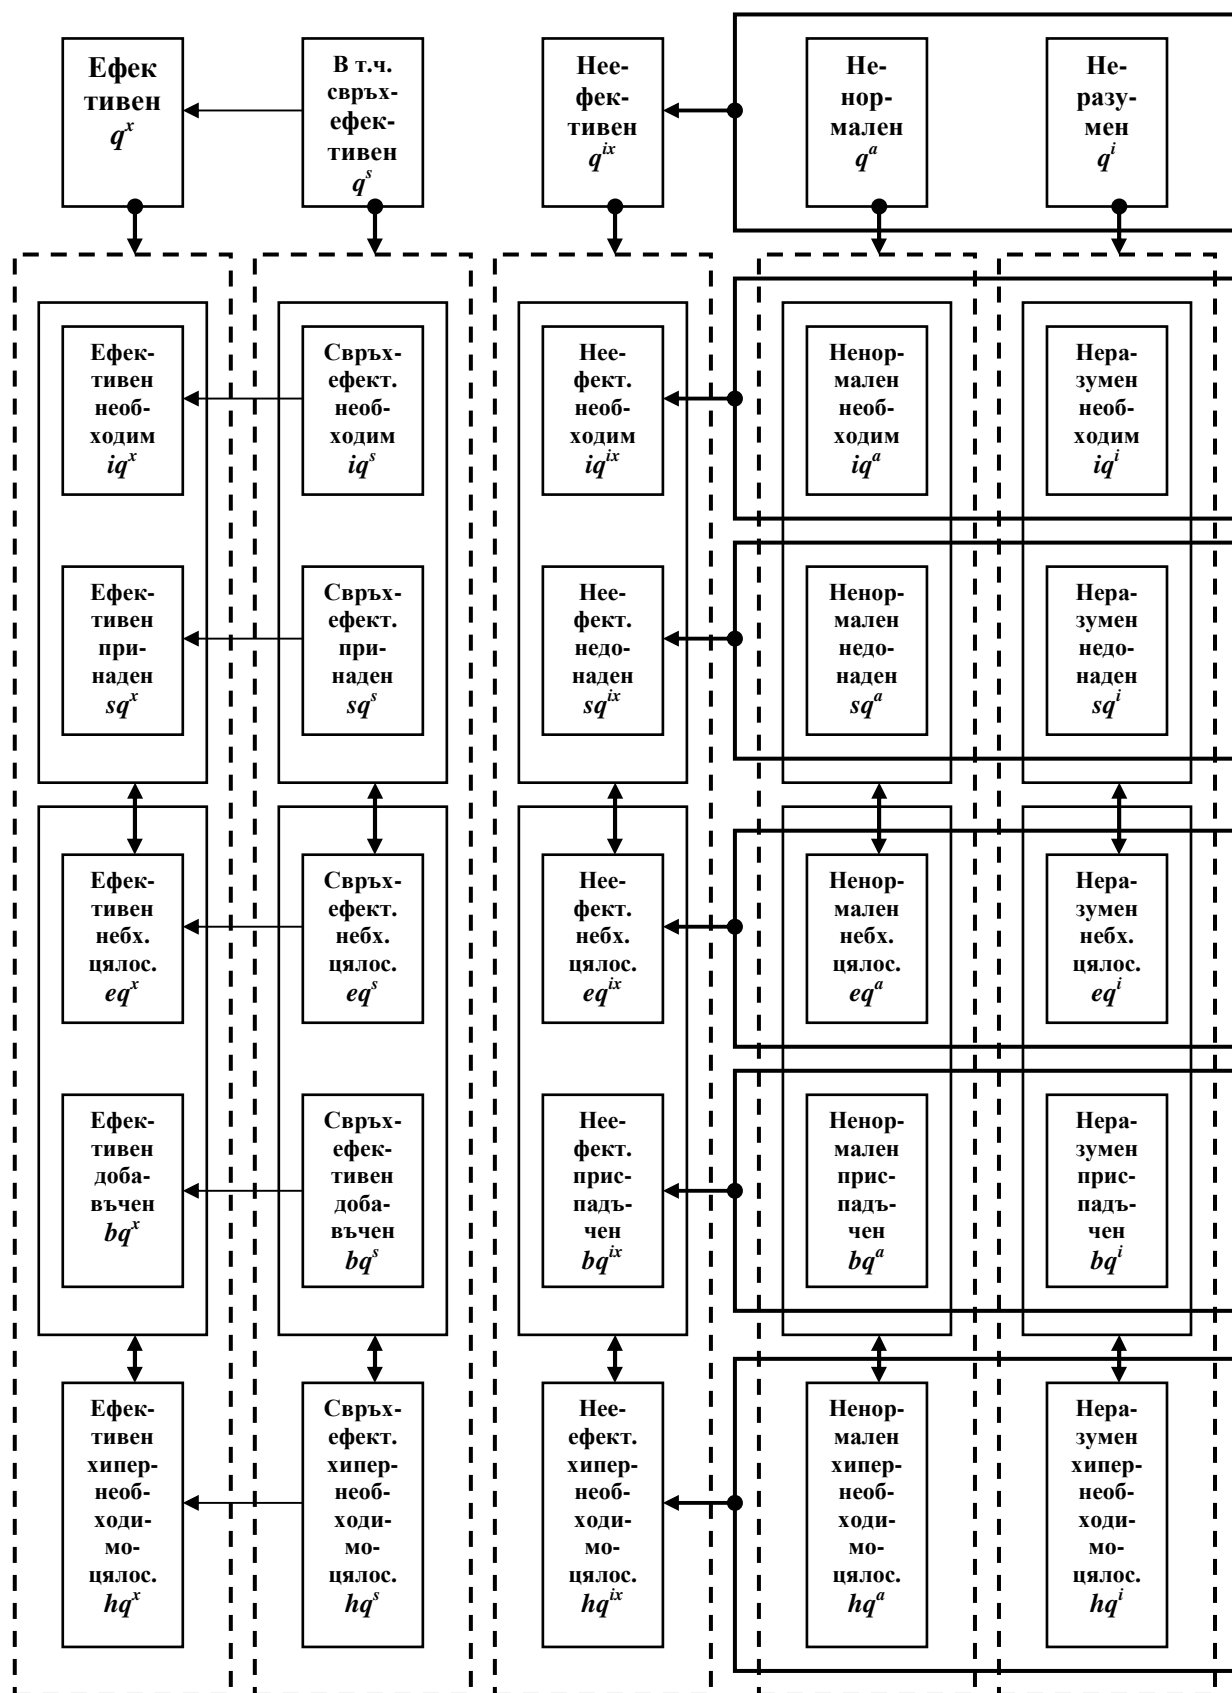 Ефек
тивен
q^x
В т.ч.
свръх-
ефек-
тивен
q^s
Нее-
фек-
тивен
q^ix
Не-
нор-
мален
q^a
Не-
разу-
мен
q^i
Ефек-
тивен
необ-
ходим
iq^x
Свръх-
ефект.
необ-
ходим
iq^s
Нее-
фект.
необ-
ходим
iq^ix
Ненор-
мален
необ-
ходим
iq^a
Нера-
зумен
необ-
ходим
iq^i
Ефек-
тивен
при-
наден
sq^x
Свръх-
ефект.
при-
наден
sq^s
Нее-
фект.
недо-
наден
sq^ix
Ненор-
мален
недо-
наден
sq^a
Нера-
зумен
недо-
наден
sq^i
Ефек-
тивен
небх.
цялос.
eq^x
Свръх-
ефект.
небх.
цялос.
eq^s
Нее-
фект.
небх.
цялос.
eq^ix
Ненор-
мален
небх.
цялос.
eq^a
Нера-
зумен
небх.
цялос.
eq^i
Ефек-
тивен
доба-
въчен
bq^x
Свръх-
ефек-
тивен
доба-
въчен
bq^s
Нее-
фект.
прис-
падъ-
чен
bq^ix
Ненор-
мален
прис-
падъ-
чен
bq^a
Нера-
зумен
прис-
падъ-
чен
bq^i
Ефек-
тивен
хипер-
необ-
ходи-
мо-
цялос.
hq^x
Свръх-
ефект.
хипер-
необ-
ходи-
мо-
цялос.
hq^s
Нее-
ефект.
хипер-
необ-
ходи-
мо-
цялос.
hq^ix
Ненор-
мален
хипер-
необ-
ходи-
мо-
цялос.
hq^a
Нера-
зумен
хипер-
необ-
ходи-
мо-
цялос.
hq^i